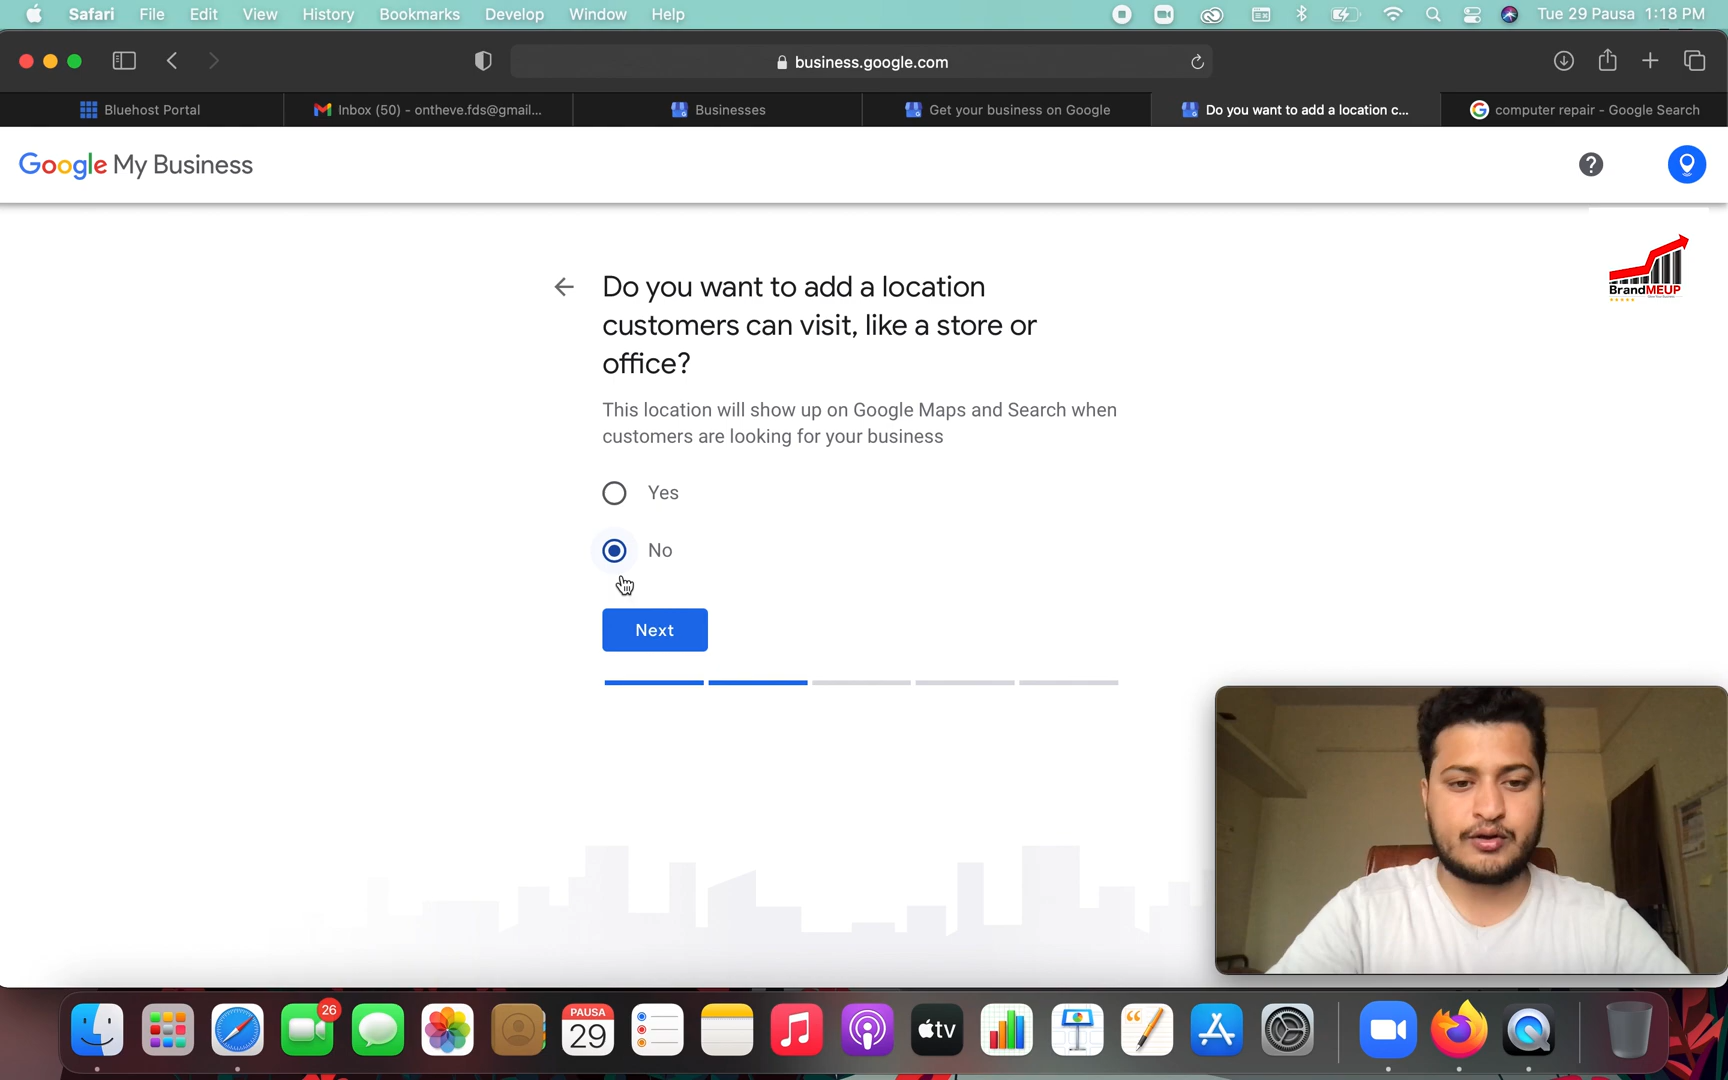 Safari File Edit View History Bookmarks Develop Window Help Tue 29 Pausa 1:18 PM
business.google.com
Bluehost Portal Inbox (50) - ontheve.fds@gmail... Businesses Get your business on Google Do you want to add a location c... computer repair - Google Search
Google My Business
BrandMEUP
Do you want to add a location
customers can visit, like a store or
office?
This location will show up on Google Maps and Search when
customers are looking for your business
Yes
No
Next
26
PAUSA
29
tv